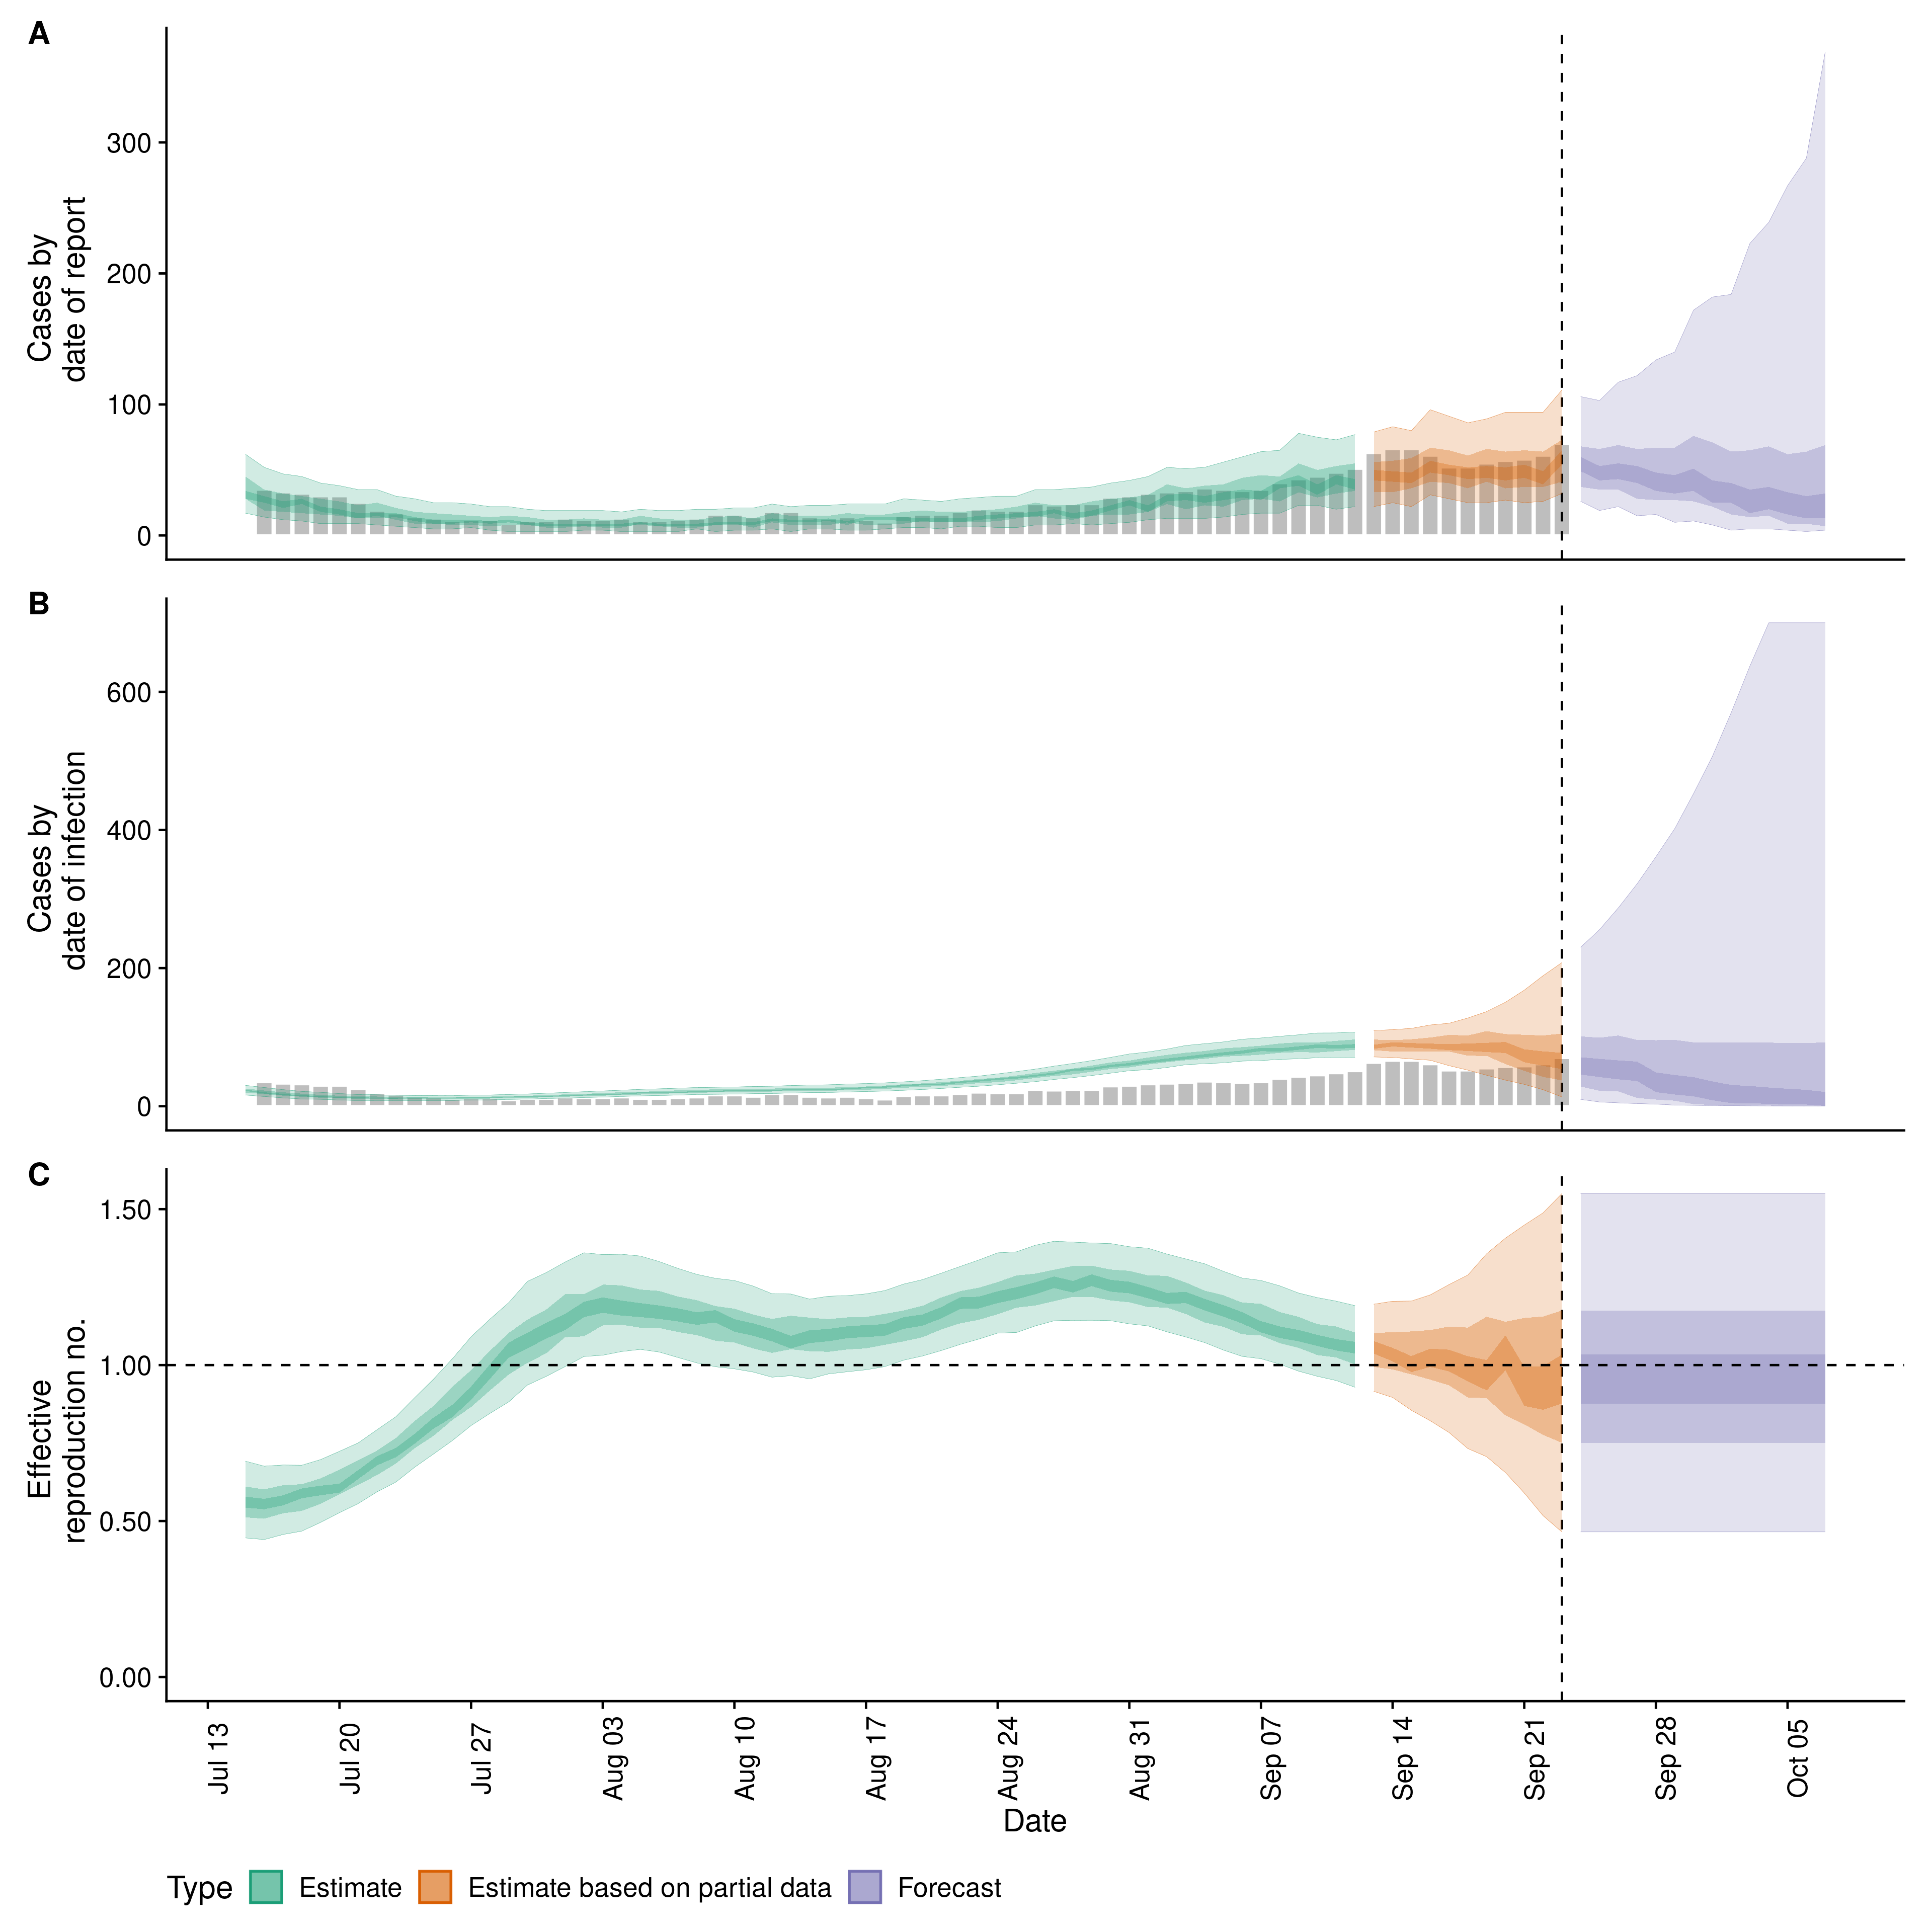 A
Cases by
date of report
300
200
100
0
B
Cases by
date of infection
600
400
200
0
C
Effective
reproduction no.
1.50
1.00
0.50
0.00
Jul 13
Jul 20
Jul 27
Aug 03
Aug 10
Aug 17
Aug 24
Aug 31
Sep 07
Sep 14
Sep 21
Sep 28
Oct 05
Date
Type Estimate Estimate based on partial data Forecast